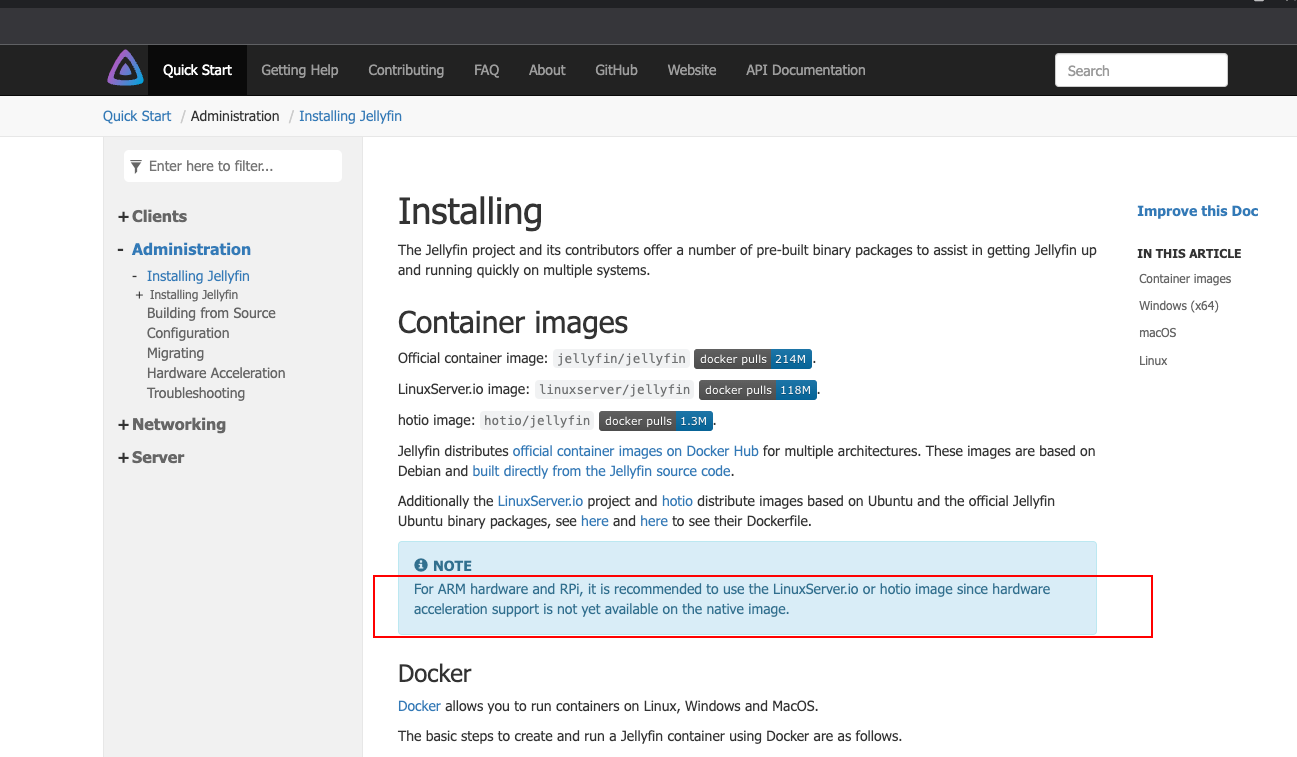 Quick Start Getting Help Contributing FAQ About GitHub Website API Documentation Search
Quick Start / Administration / Installing Jellyfin
Enter here to filter...
+ Clients
- Administration
- Installing Jellyfin
+ Installing Jellyfin
Building from Source
Configuration
Migrating
Hardware Acceleration
Troubleshooting
+ Networking
+ Server
Installing
The Jellyfin project and its contributors offer a number of pre-built binary packages to assist in getting Jellyfin up
and running quickly on multiple systems.
Container images
Official container image: jellyfin/jellyfin docker pulls 214M.
LinuxServer.io image: linuxserver/jellyfin docker pulls 118M.
hotio image: hotio/jellyfin docker pulls 1.3M.
Jellyfin distributes official container images on Docker Hub for multiple architectures. These images are based on
Debian and built directly from the Jellyfin source code.
Additionally the LinuxServer.io project and hotio distribute images based on Ubuntu and the official Jellyfin
Ubuntu binary packages, see here and here to see their Dockerfile.
NOTE
For ARM hardware and RPi, it is recommended to use the LinuxServer.io or hotio image since hardware
acceleration support is not yet available on the native image.
Docker
Docker allows you to run containers on Linux, Windows and MacOS.
The basic steps to create and run a Jellyfin container using Docker are as follows.
Improve this Doc
IN THIS ARTICLE
Container images
Windows (x64)
macOS
Linux